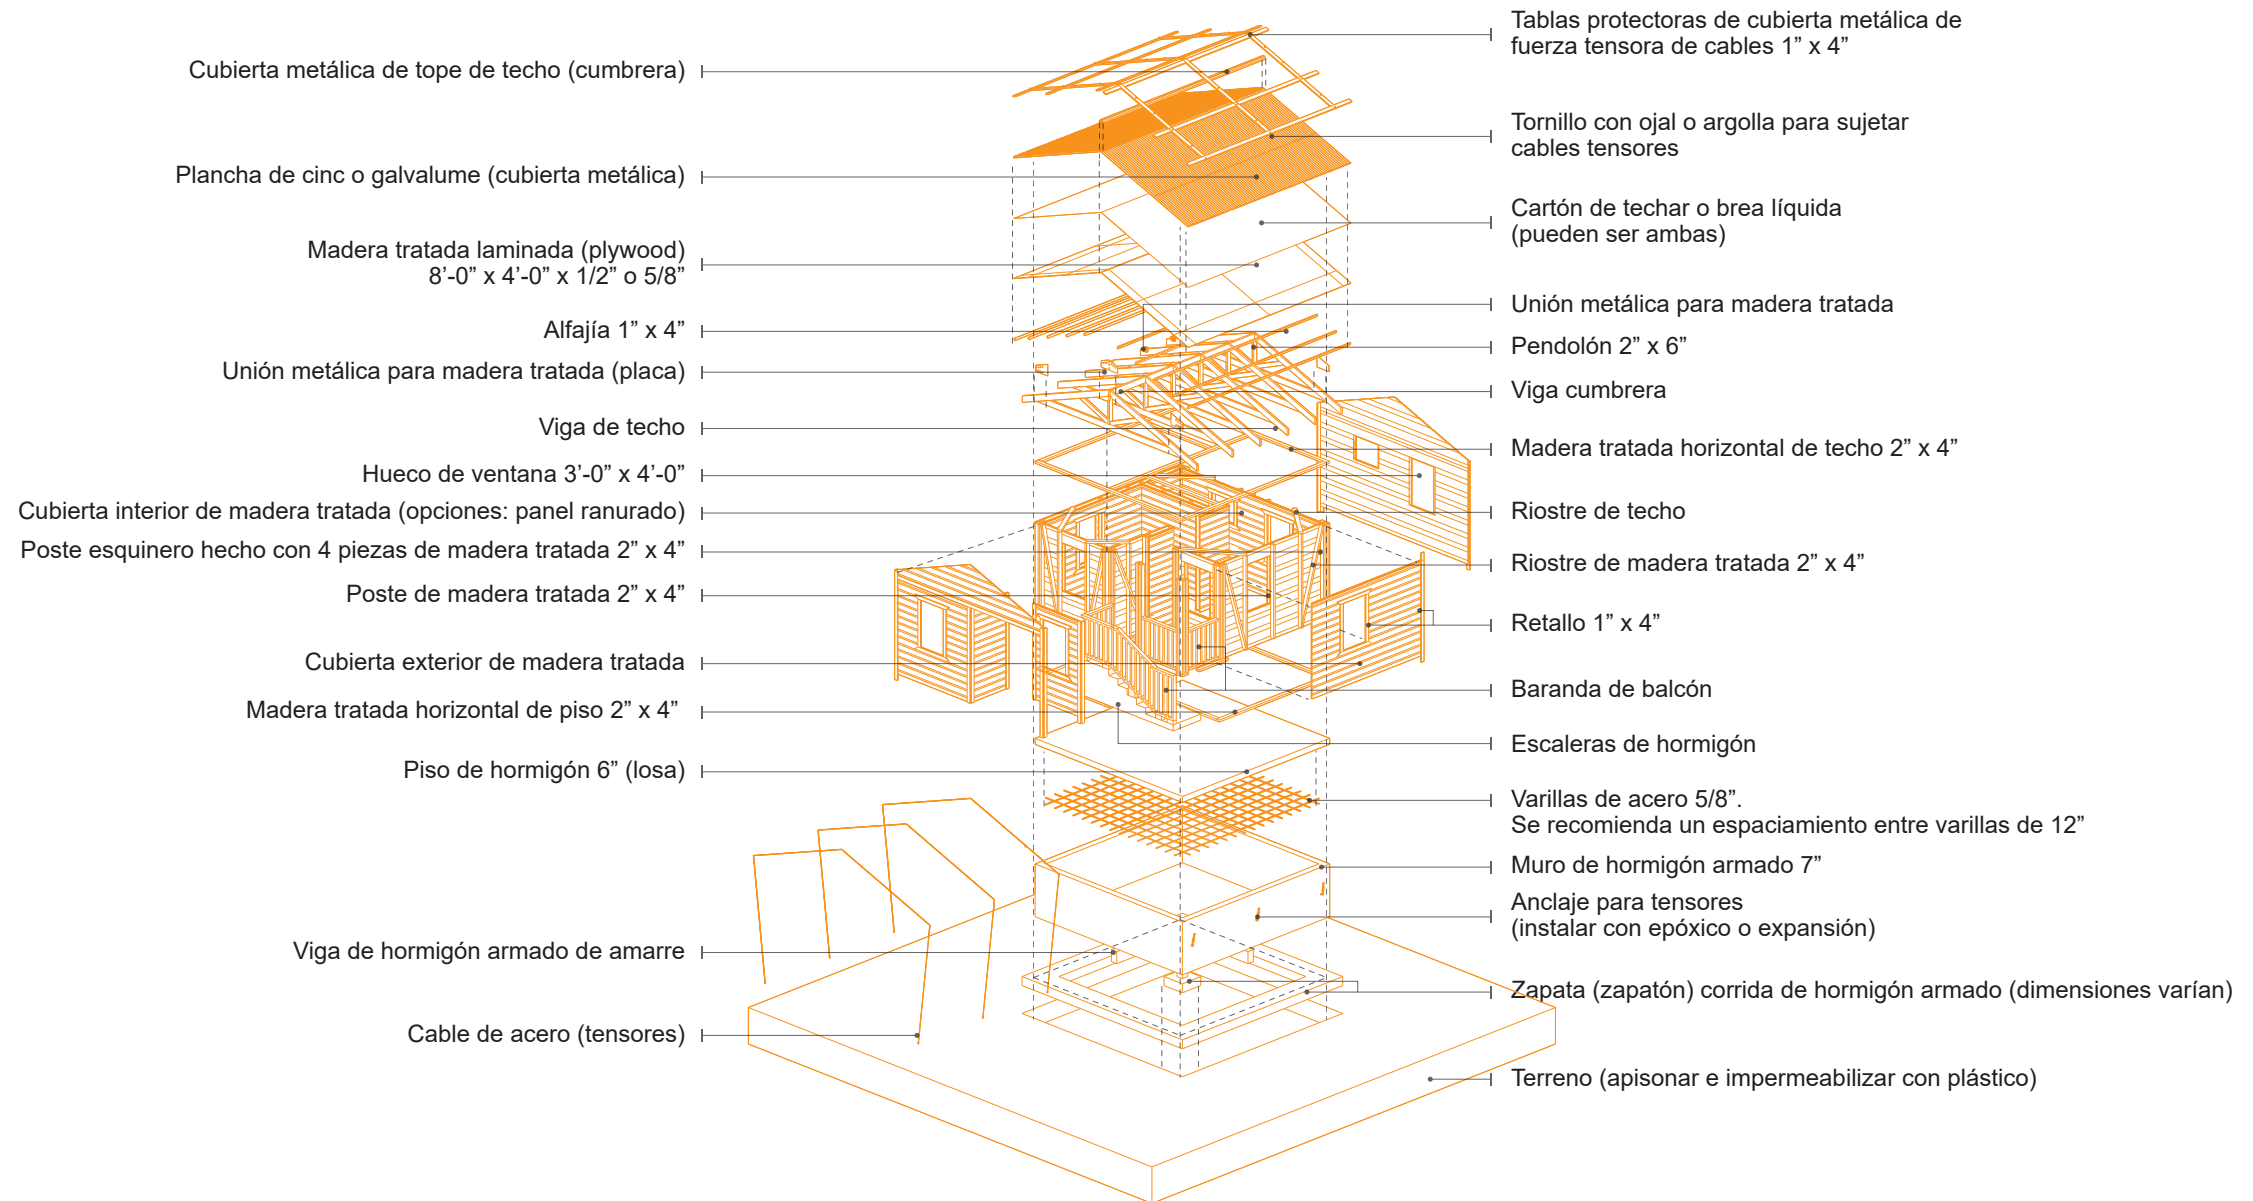 Cubierta metálica de tope de techo (cumbrera)
Plancha de cinc o galvalume (cubierta metálica)
Madera tratada laminada (plywood)
8’-0” x 4’-0” x 1/2” o 5/8”
Alfajía 1” x 4”
Unión metálica para madera tratada (placa)
Viga de techo
Hueco de ventana 3’-0” x 4’-0”
Cubierta interior de madera tratada (opciones: panel ranurado)
Poste esquinero hecho con 4 piezas de madera tratada 2” x 4”
Poste de madera tratada 2” x 4”
Cubierta exterior de madera tratada
Madera tratada horizontal de piso 2” x 4”
Piso de hormigón 6” (losa)
Viga de hormigón armado de amarre
Cable de acero (tensores)
Tablas protectoras de cubierta metálica de
fuerza tensora de cables 1” x 4”
Tornillo con ojal o argolla para sujetar
cables tensores
Cartón de techar o brea líquida
(pueden ser ambas)
Unión metálica para madera tratada
Pendolón 2” x 6”
Viga cumbrera
Madera tratada horizontal de techo 2” x 4”
Riostre de techo
Riostre de madera tratada 2” x 4”
Retallo 1” x 4”
Baranda de balcón
Escaleras de hormigón
Varillas de acero 5/8”.
Se recomienda un espaciamiento entre varillas de 12”
Muro de hormigón armado 7”
Anclaje para tensores
(instalar con epóxico o expansión)
Zapata (zapatón) corrida de hormigón armado (dimensiones varían)
Terreno (apisonar e impermeabilizar con plástico)